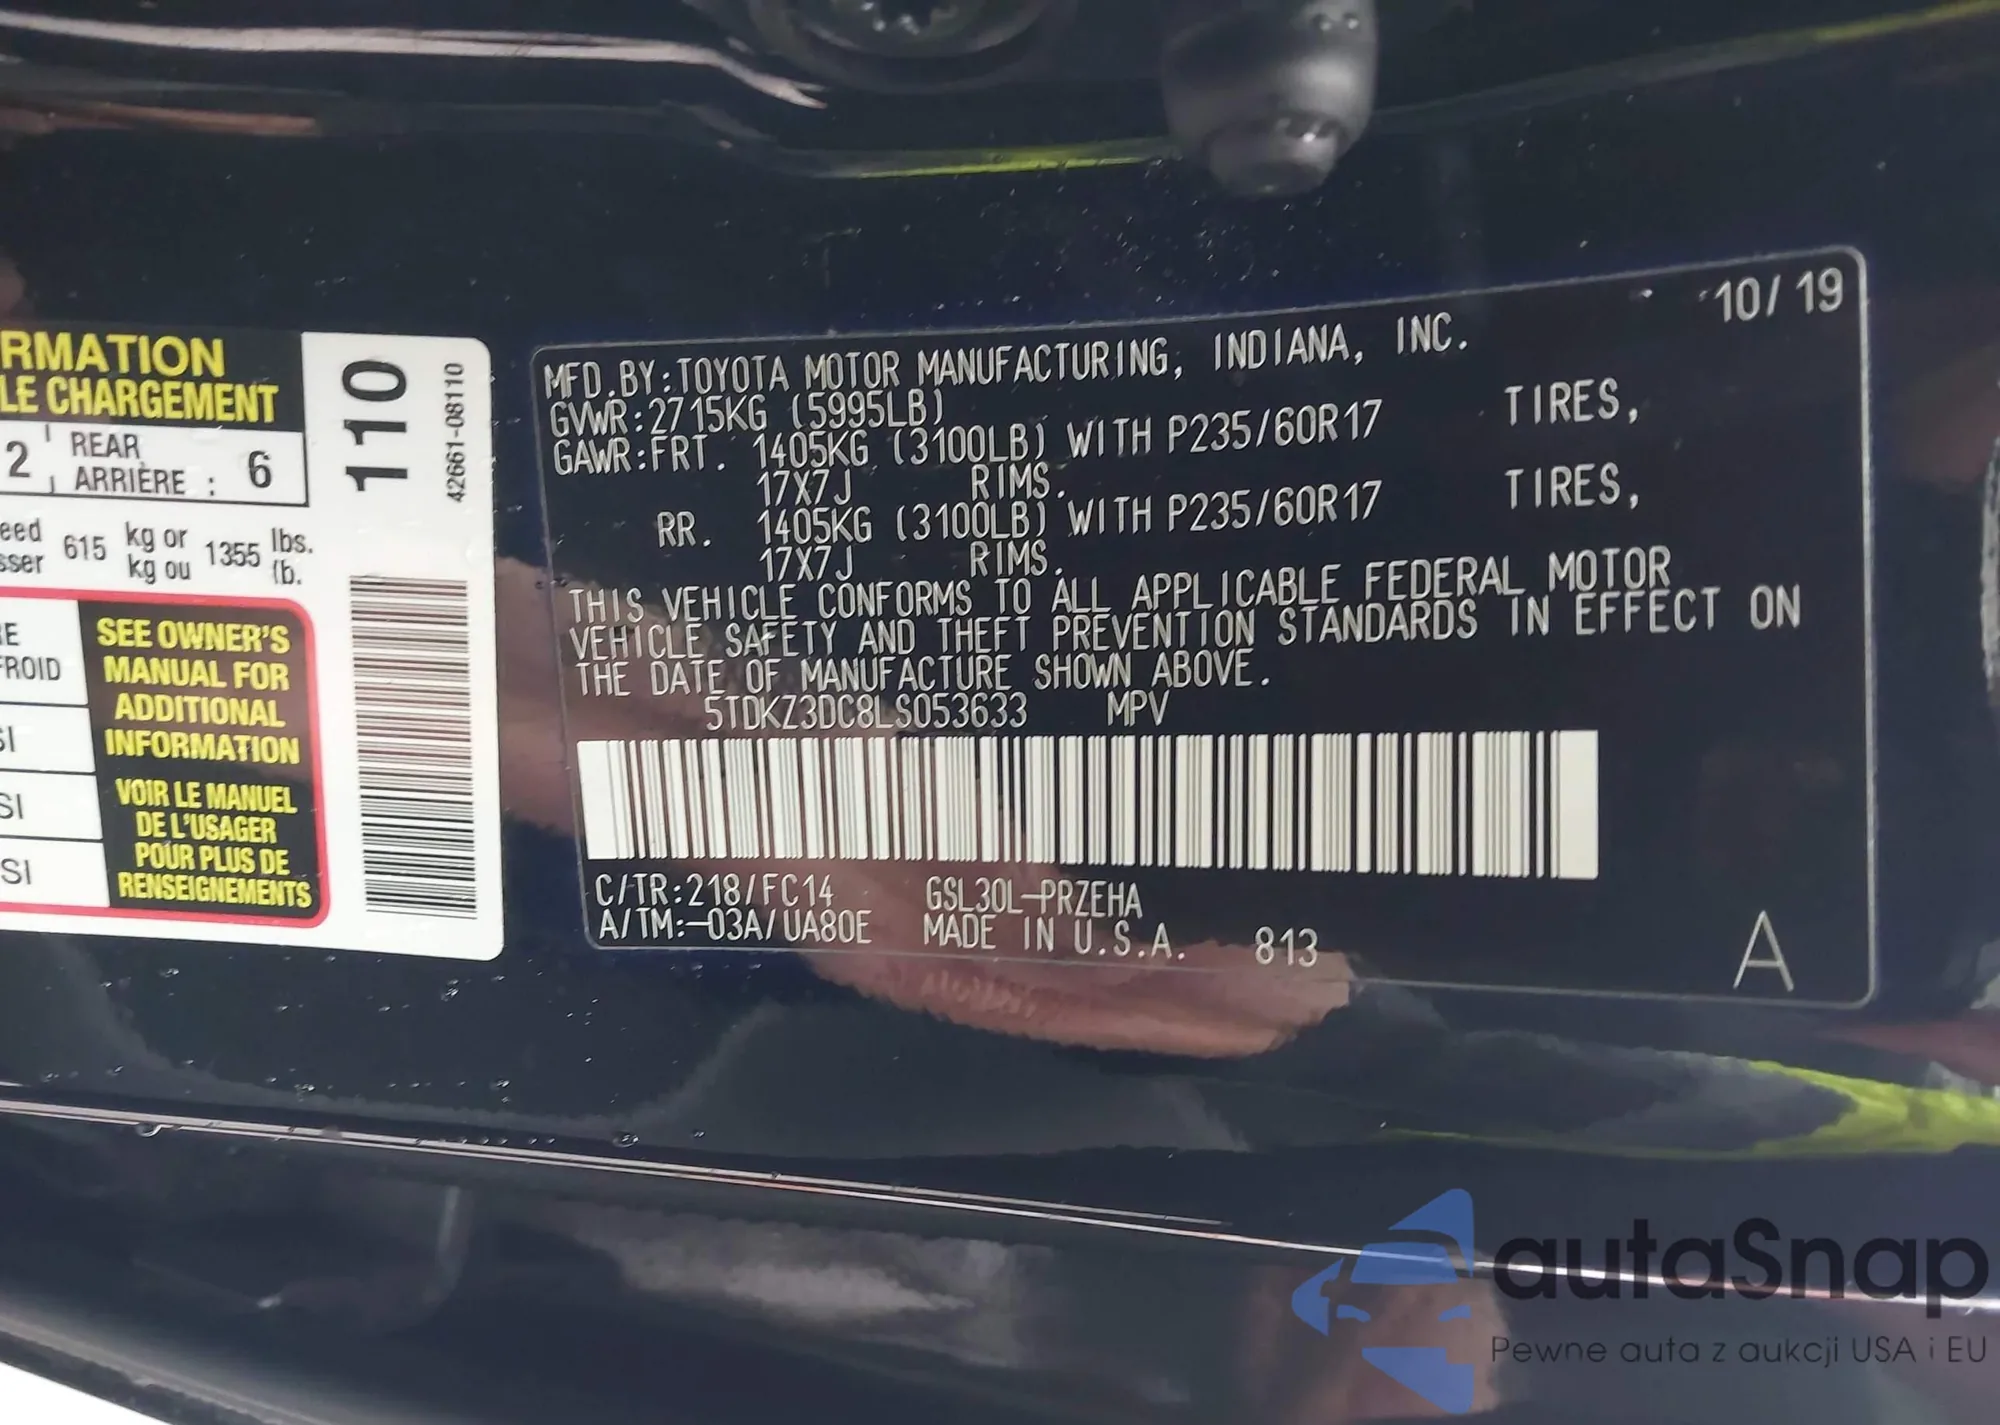 RMATION
LE CHARGEMENT
2 REAR
ARRIÈRE : 6
eed 615 kg or 1355 lbs.
sser kg ou lb.
RE
FROID
SI
SI
SI
SEE OWNER'S
MANUAL FOR
ADDITIONAL
INFORMATION
VOIR LE MANUEL
DE L'USAGER
POUR PLUS DE
RENSEIGNEMENTS
110
42661-08110
10/19
MFD.BY:TOYOTA MOTOR MANUFACTURING, INDIANA, INC.
GVWR:2715KG (5995LB)
GAWR:FRT. 1405KG (3100LB) WITH P235/60R17 TIRES,
17X7J RIMS.
RR. 1405KG (3100LB) WITH P235/60R17 TIRES,
17X7J RIMS.
THIS VEHICLE CONFORMS TO ALL APPLICABLE FEDERAL MOTOR
VEHICLE SAFETY AND THEFT PREVENTION STANDARDS IN EFFECT ON
THE DATE OF MANUFACTURE SHOWN ABOVE.
5TDKZ3DC8LS053633 MPV
C/TR:218/FC14 GSL30L-PRZEHA
A/TM:-03A/UA80E MADE IN U.S.A. 813
A
autaSnap
Pewne auta z aukcji USA i EU